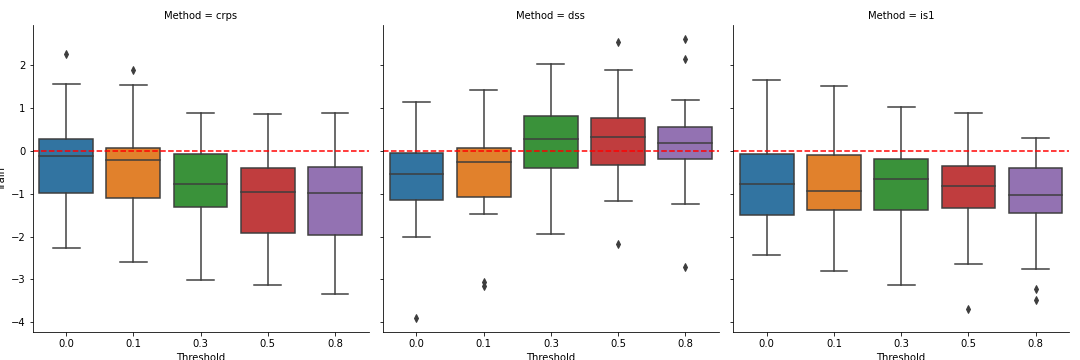 Method = crps
Method = dss
Method = is1
2
1
0
−1
−2
−3
−4
0.0 0.1 0.3 0.5 0.8
0.0 0.1 0.3 0.5 0.8
0.0 0.1 0.3 0.5 0.8
Threshold
Threshold
Threshold